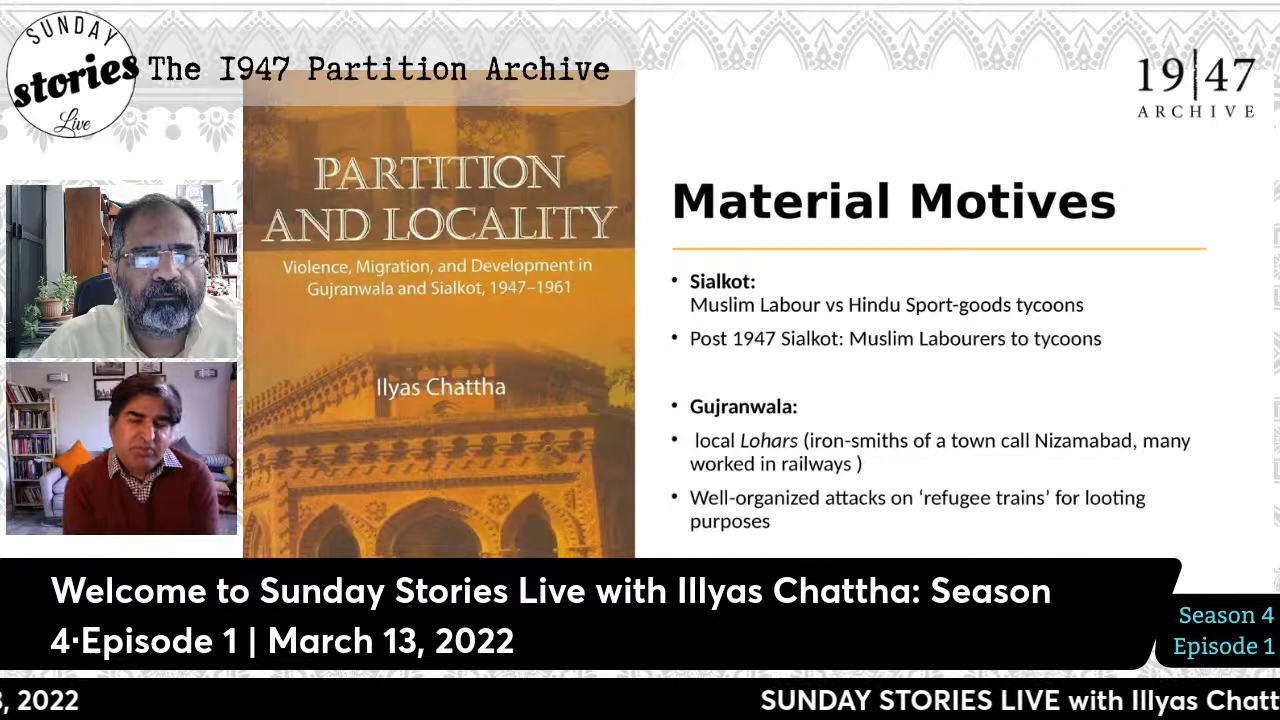 SUNDAY
stories
Live
The 1947 Partition Archive
19|47
ARCHIVE
PARTITION
AND LOCALITY
Violence, Migration, and Development in
Gujranwala and Sialkot, 1947–1961
Ilyas Chattha
Material Motives
• Sialkot:
Muslim Labour vs Hindu Sport-goods tycoons
• Post 1947 Sialkot: Muslim Labourers to tycoons
• Gujranwala:
• local Lohars (iron-smiths of a town call Nizamabad, many
worked in railways )
• Well-organized attacks on ‘refugee trains’ for looting
purposes
Welcome to Sunday Stories Live with Illyas Chattha: Season
4·Episode 1 | March 13, 2022
Season 4
Episode 1
3, 2022
SUNDAY STORIES LIVE with Illyas Chatt